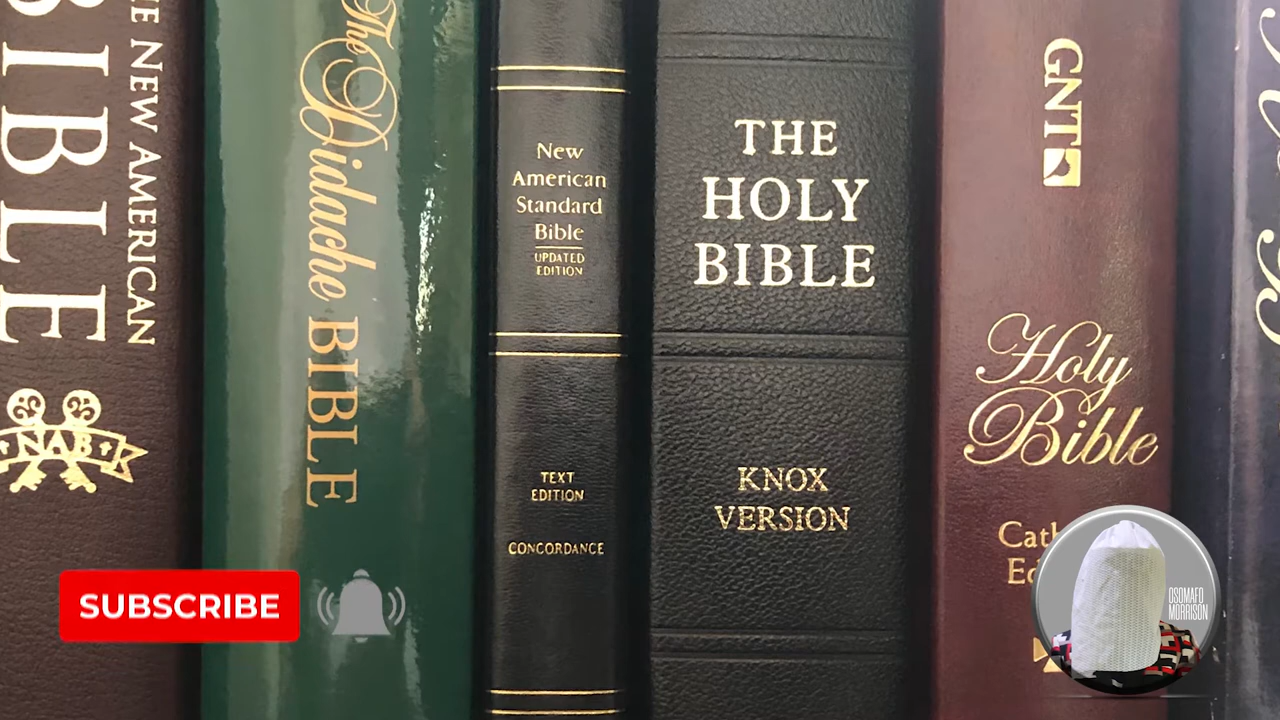 BIBLE
THE NEW AMERICAN
NAB
The Didache BIBLE
New
American
Standard
Bible
UPDATED
EDITION
TEXT
EDITION
CONCORDANCE
THE
HOLY
BIBLE
KNOX
VERSION
GNT
Holy
Bible
SUBSCRIBE
OSOMAFO
MORRISON